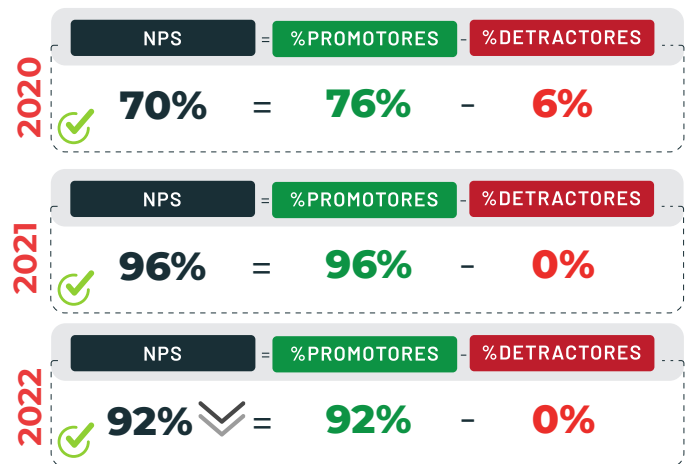 2020
NPS = %PROMOTORES - %DETRACTORES
70% = 76% - 6%
2021
NPS = %PROMOTORES - %DETRACTORES
96% = 96% - 0%
2022
NPS = %PROMOTORES - %DETRACTORES
92% = 92% - 0%